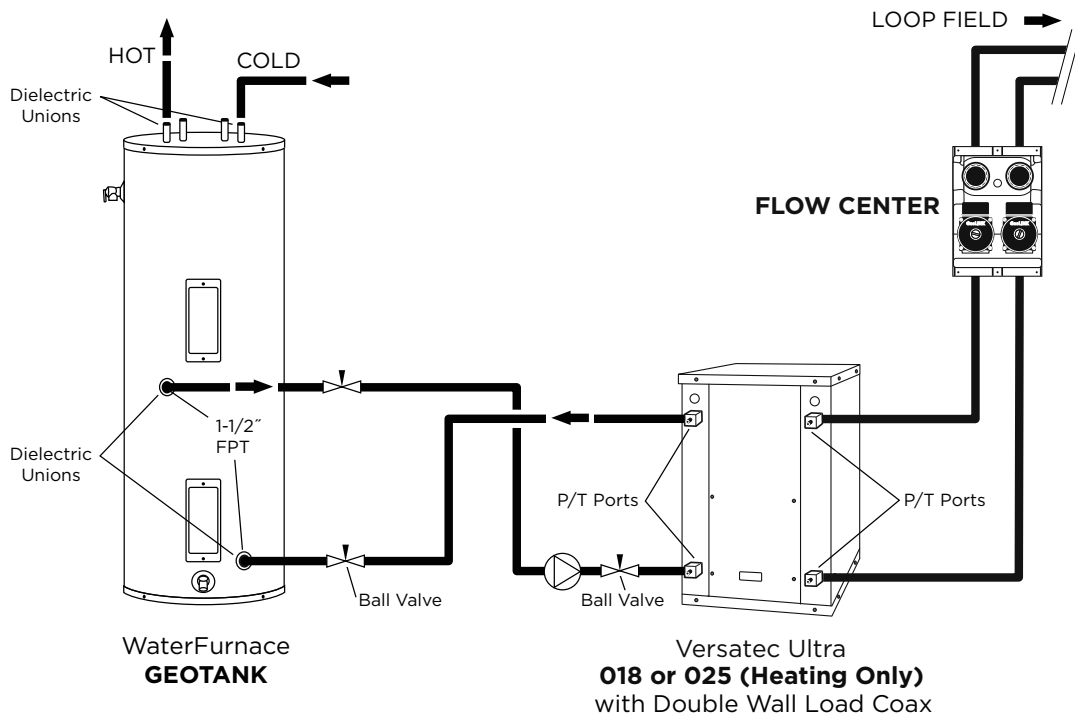 LOOP FIELD
HOT
COLD
Dielectric
Unions
FLOW CENTER
1-1/2˝
FPT
Dielectric
Unions
P/T Ports
P/T Ports
Ball Valve
Ball Valve
WaterFurnace
GEOTANK
Versatec Ultra
018 or 025 (Heating Only)
with Double Wall Load Coax